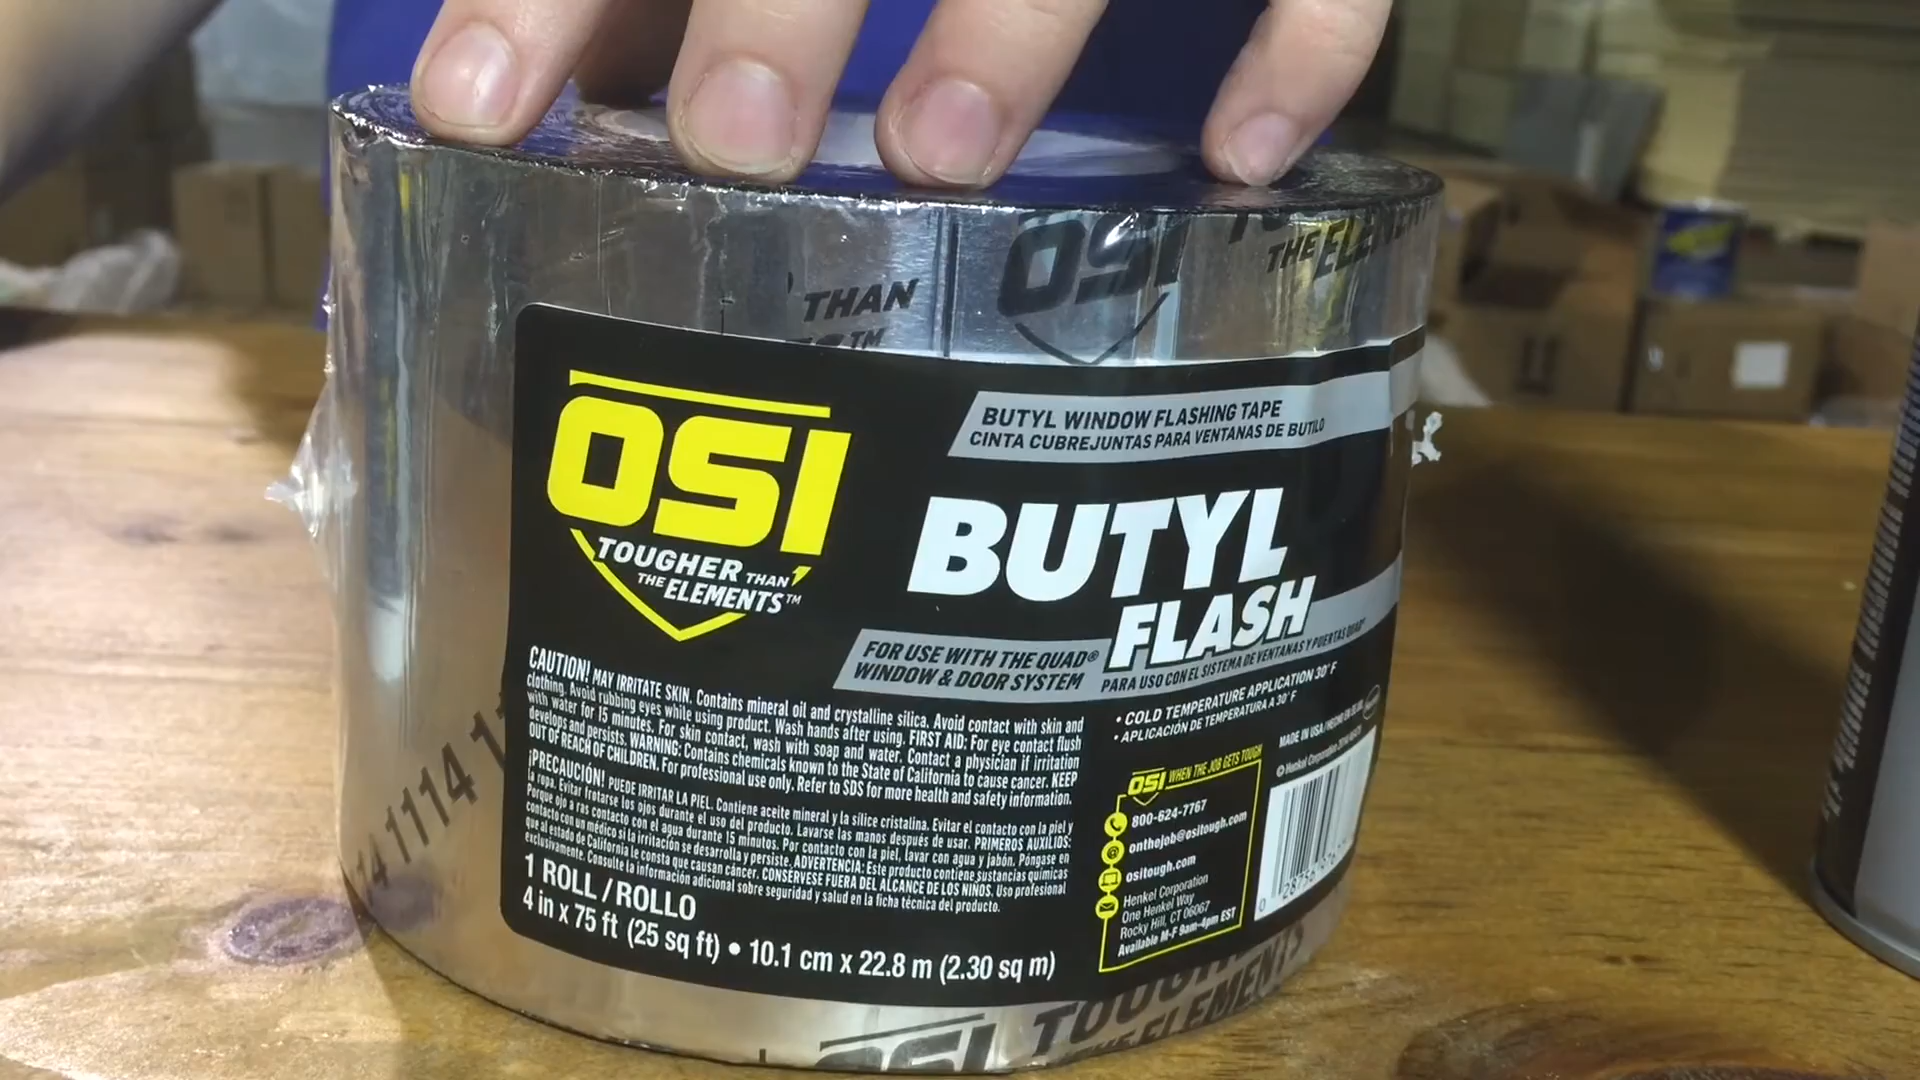 THAN
OSI
THE ELEMENTS
OSI
TOUGHER THAN
THE ELEMENTS™
BUTYL WINDOW FLASHING TAPE
CINTA CUBREJUNTAS PARA VENTANAS DE BUTILO
BUTYL
FLASH
FOR USE WITH THE QUAD®
WINDOW & DOOR SYSTEM
PARA USO CON EL SISTEMA DE VENTANAS Y PUERTAS QUAD®
• COLD TEMPERATURE APPLICATION 30° F
• APLICACIÓN DE TEMPERATURA A 30° F
MADE IN USA / HECHO EN EE.UU.
© Henkel Corporation
CAUTION! MAY IRRITATE SKIN. Contains mineral oil and crystalline silica. Avoid contact with skin and
clothing. Avoid rubbing eyes while using product. Wash hands after using. FIRST AID: For eye contact flush
with water for 15 minutes. For skin contact, wash with soap and water. Contact a physician if irritation
develops and persists. WARNING: Contains chemicals known to the State of California to cause cancer. KEEP
OUT OF REACH OF CHILDREN. For professional use only. Refer to SDS for more health and safety information.
¡PRECAUCIÓN! PUEDE IRRITAR LA PIEL. Contiene aceite mineral y la sílice cristalina. Evitar el contacto con la piel y
la ropa. Evitar frotarse los ojos durante el uso del producto. Lavarse las manos después de usar. PRIMEROS AUXILIOS:
Porque ojo a ras contacto con el agua durante 15 minutos. Por contacto con la piel, lavar con agua y jabón. Póngase en
contacto con un médico si la irritación se desarrolla y persiste. ADVERTENCIA: Este producto contiene sustancias químicas
que al estado de California le consta que causan cáncer. CONSÉRVESE FUERA DEL ALCANCE DE LOS NIÑOS. Uso profesional
exclusivamente. Consulte la información adicional sobre seguridad y salud en la ficha técnica del producto.
1 ROLL / ROLLO
4 in x 75 ft (25 sq ft) • 10.1 cm x 22.8 m (2.30 sq m)
OSI WHEN THE JOB GETS TOUGH
800-624-7767
onthejob@ositough.com
ositough.com
Henkel Corporation
One Henkel Way
Rocky Hill, CT 06067
Available M-F 9am-4pm EST
1114
OSI TOUGHER
THE ELEMENTS